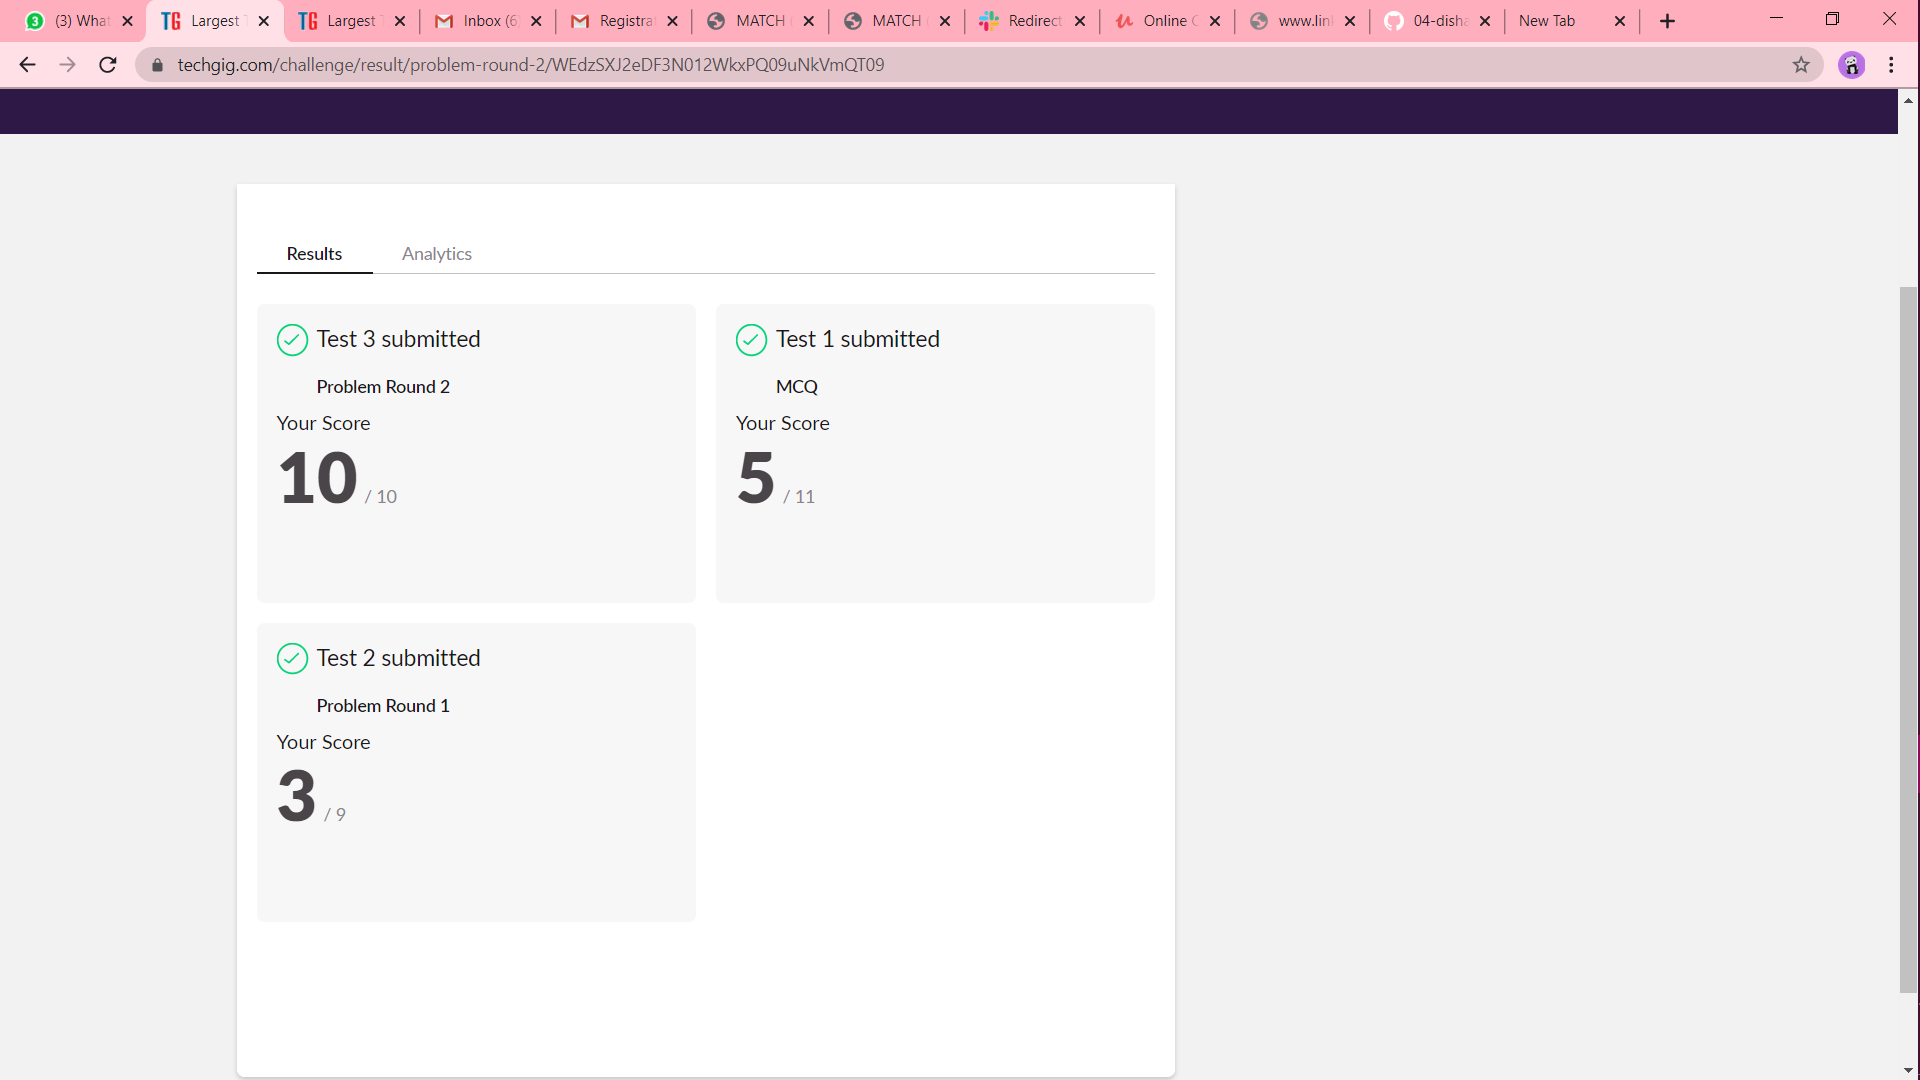 (3) What
Largest T
Largest T
Inbox (6
Registra
MATCH
MATCH
Redirect
Online C
www.lin
04-disha
New Tab
techgig.com/challenge/result/problem-round-2/WEdzSXJ2eDF3N012WkxPQ09uNkVmQT09
Results
Analytics
Test 3 submitted
Problem Round 2
Your Score
10 / 10
Test 1 submitted
MCQ
Your Score
5 / 11
Test 2 submitted
Problem Round 1
Your Score
3 / 9